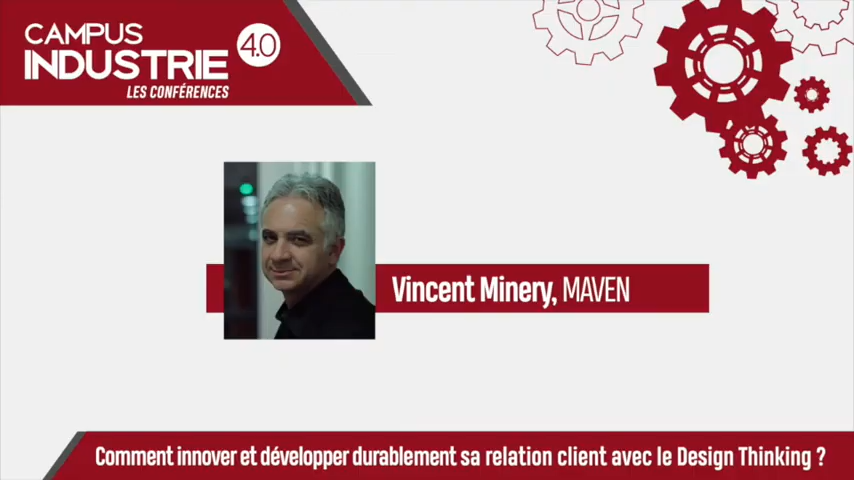 CAMPUS
INDUSTRIE 4.0
LES CONFÉRENCES
Vincent Minery, MAVEN
Comment innover et développer durablement sa relation client avec le Design Thinking ?